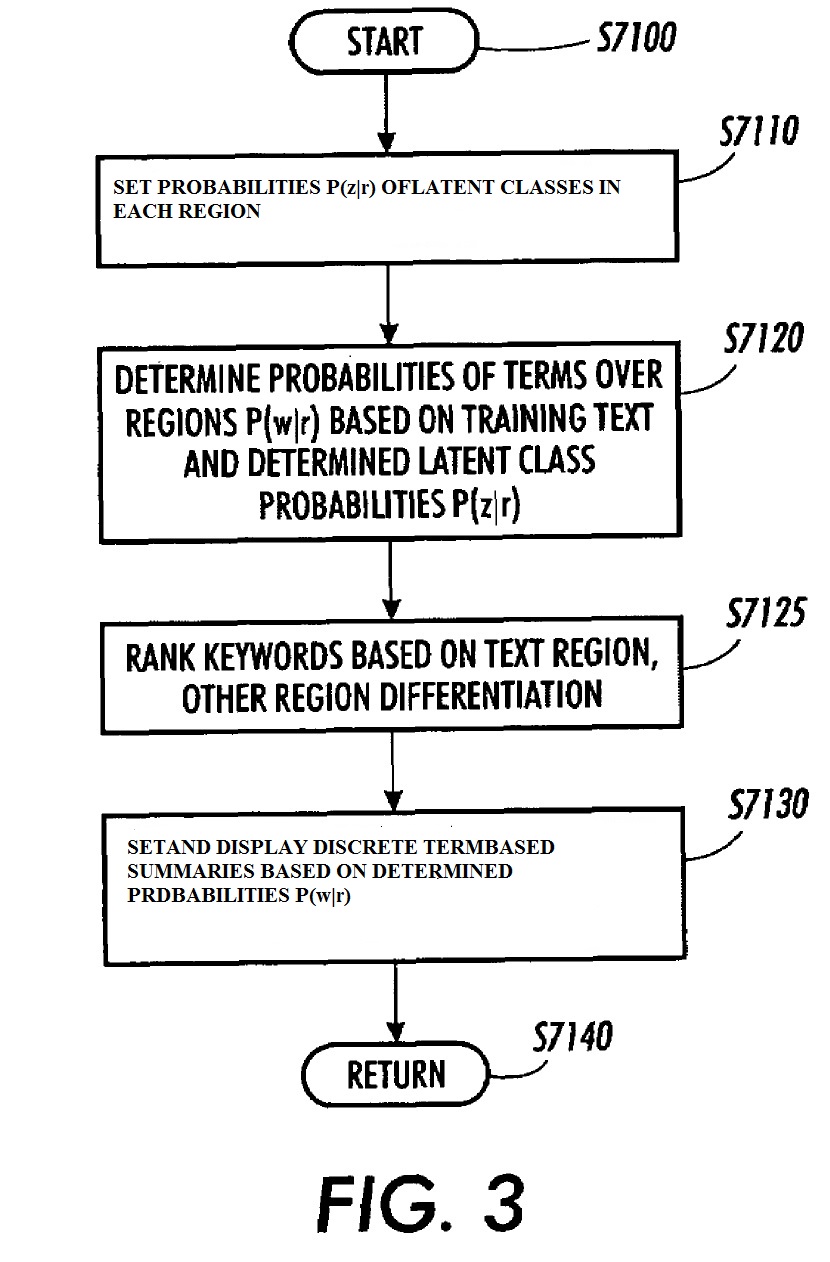 START
S7100
S7110
SET PROBABILITIES P(z|r) OFLATENT CLASSES IN
EACH REGION
S7120
DETERMINE PROBABILITIES OF TERMS OVER
REGIONS P(w|r) BASED ON TRAINING TEXT
AND DETERMINED LATENT CLASS
PROBABILITIES P(z|r)
S7125
RANK KEYWORDS BASED ON TEXT REGION,
OTHER REGION DIFFERENTIATION
S7130
SETAND DISPLAY DISCRETE TERMBASED
SUMMARIES BASED ON DETERMINED
PRDBABILITIES P(w|r)
S7140
RETURN
FIG. 3